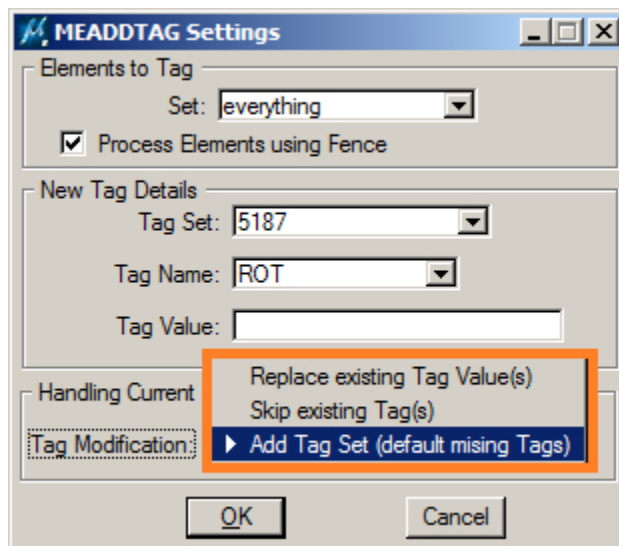 MEADDTAG Settings
Elements to Tag
Set: everything
Process Elements using Fence
New Tag Details
Tag Set: 5187
Tag Name: ROT
Tag Value:
Replace existing Tag Value(s)
Handling Current
Skip existing Tag(s)
Tag Modification: Add Tag Set (default mising Tags)
OK Cancel